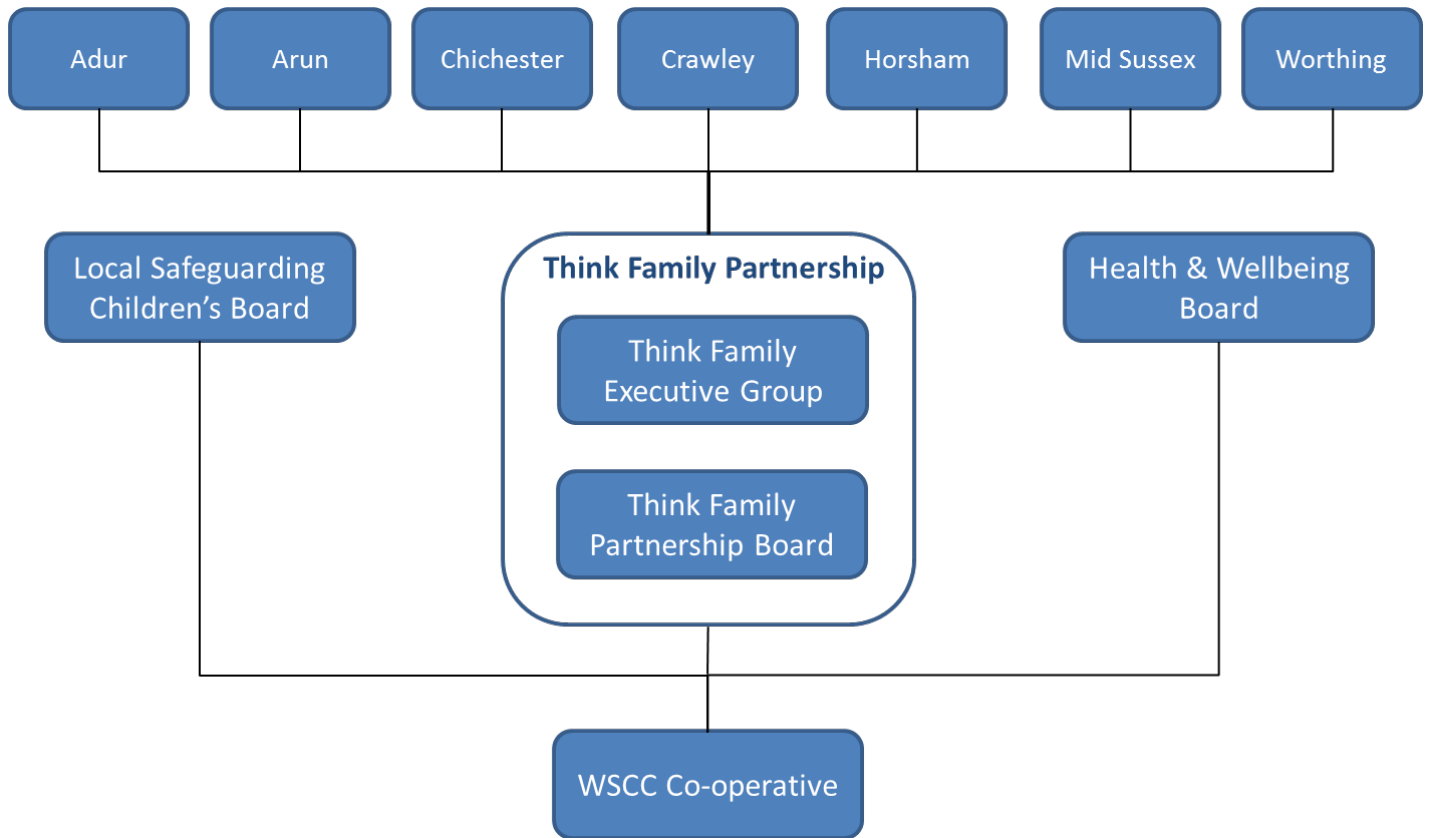 Adur
Arun
Chichester
Crawley
Horsham
Mid Sussex
Worthing
Local Safeguarding
Children’s Board
Think Family Partnership
Think Family
Executive Group
Think Family
Partnership Board
Health & Wellbeing
Board
WSCC Co-operative